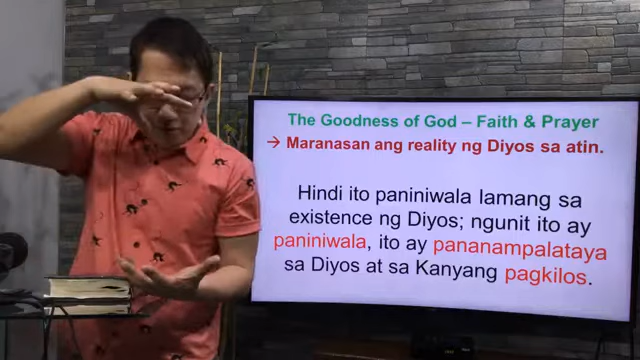 The Goodness of God – Faith & Prayer
→ Maranasan ang reality ng Diyos sa atin.
Hindi ito paniniwala lamang sa
existence ng Diyos; ngunit ito ay
paniniwala, ito ay pananampalataya
sa Diyos at sa Kanyang pagkilos.